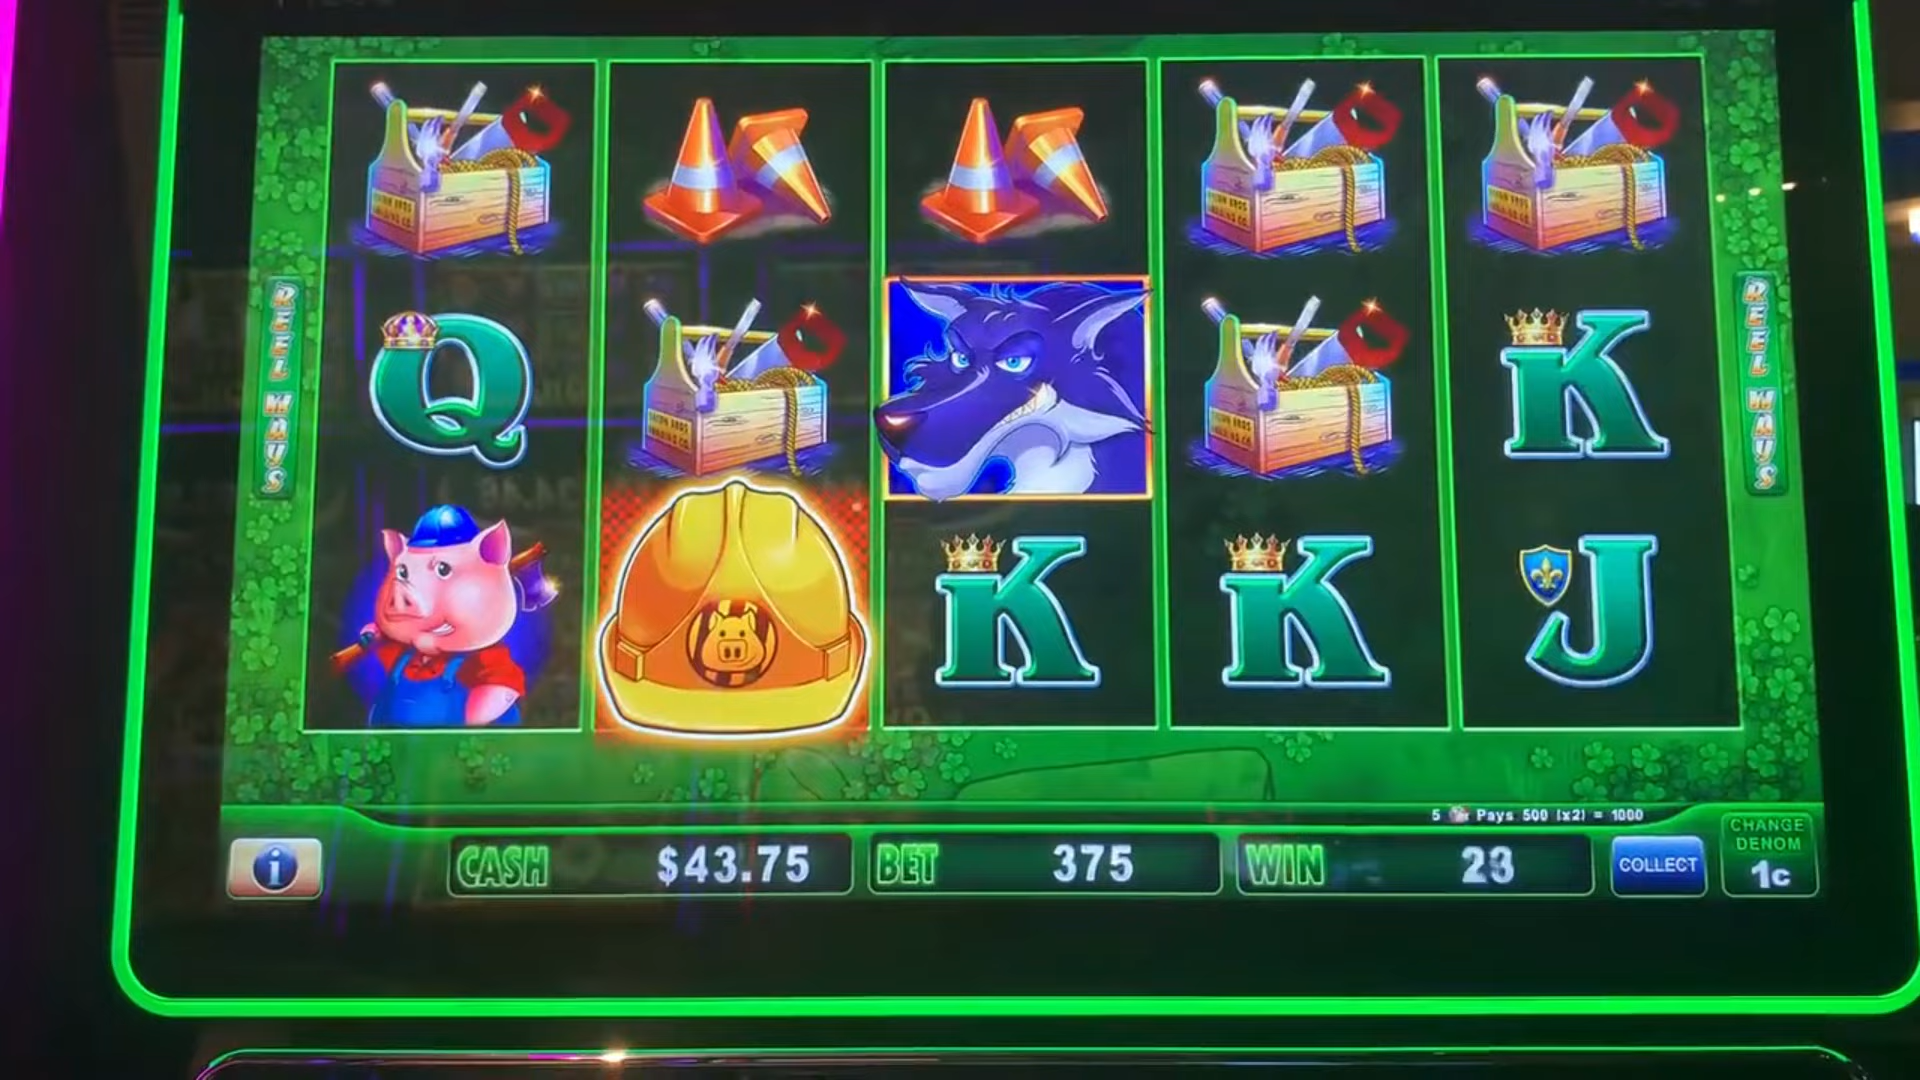 REEL WAYS
REEL WAYS
Q
K
K
K
J
5 Pays 500 (x2) = 1000
CASH $43.75
BET 375
WIN
COLLECT
CHANGE
DENOM
1c